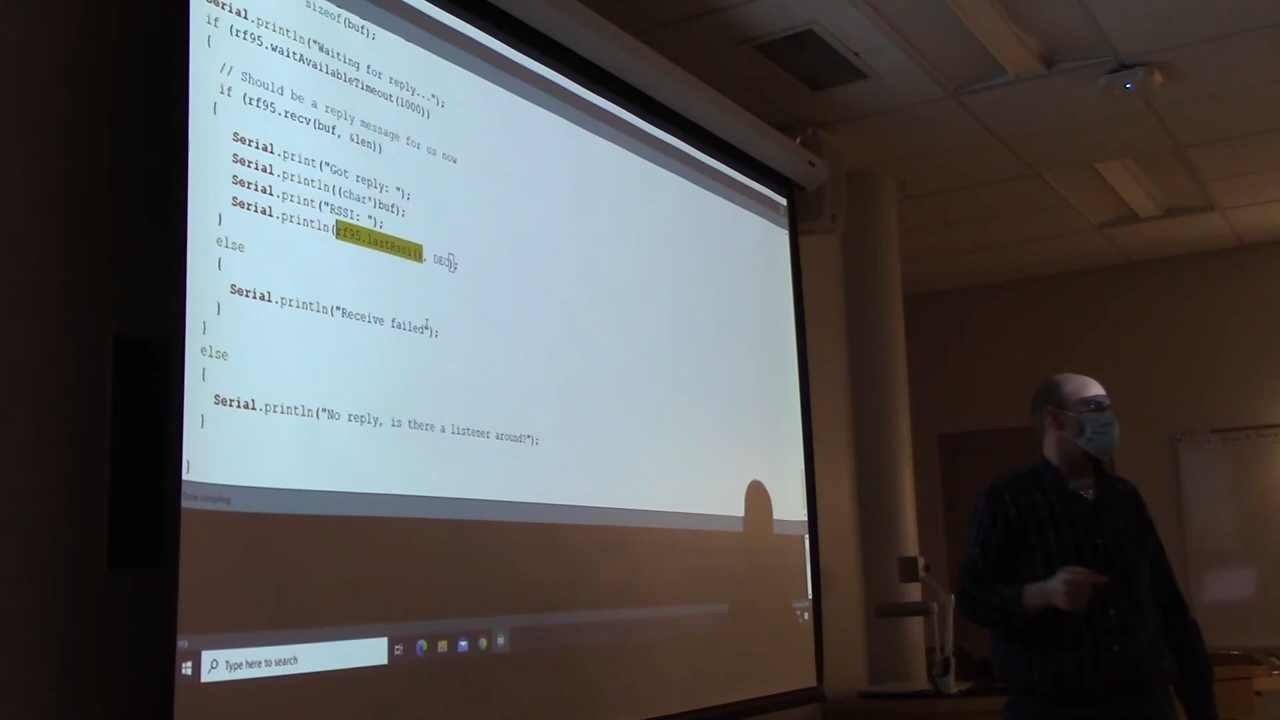 sizeof(buf);
Serial.println("Waiting for reply...");
if (rf95.waitAvailableTimeout(1000))
{
// Should be a reply message for us now
if (rf95.recv(buf, &len))
{
Serial.print("Got reply: ");
Serial.println((char*)buf);
Serial.print("RSSI: ");
Serial.println(rf95.lastRssi(), DEC);
}
else
{
Serial.println("Receive failed");
}
}
else
{
Serial.println("No reply, is there a listener around?");
}
}
Done compiling.
Type here to search